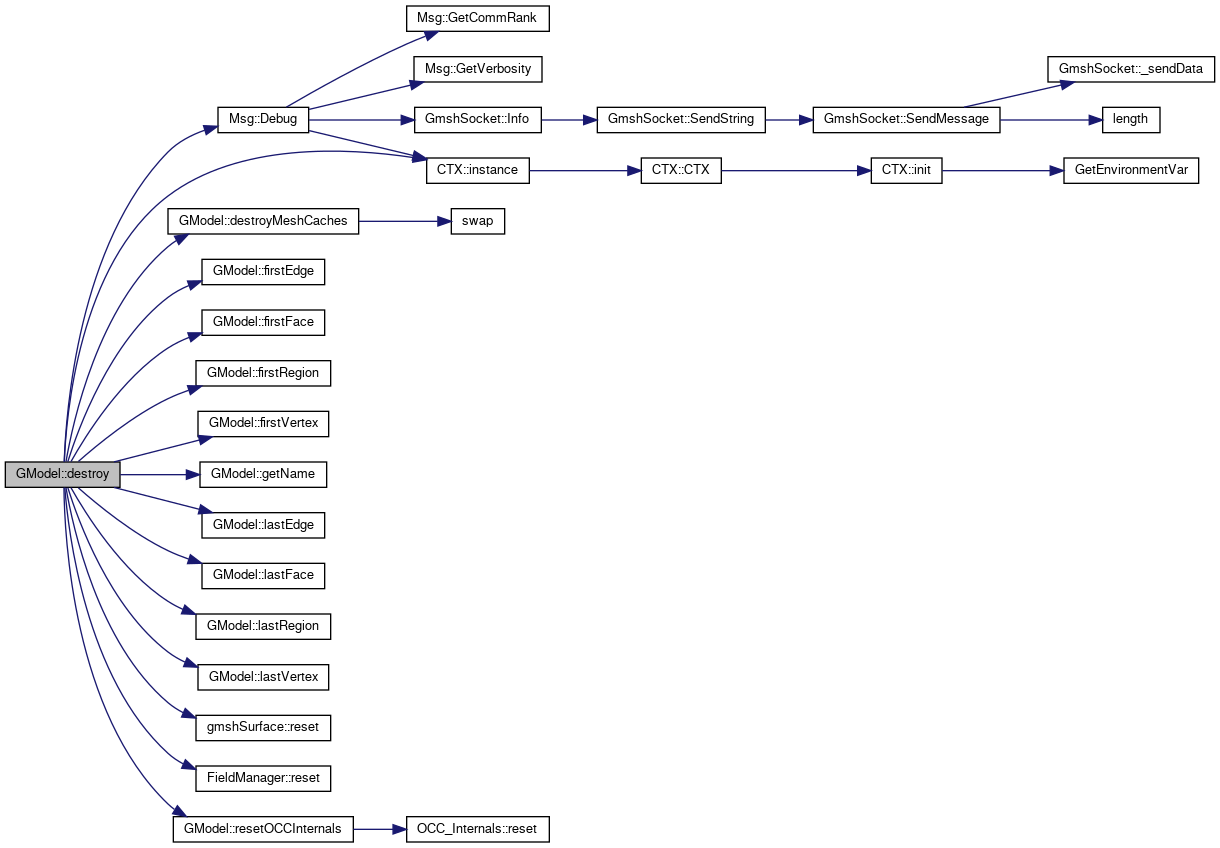 Msg::GetCommRank
Msg::GetVerbosity
GmshSocket::_sendData
Msg::Debug
GmshSocket::Info
GmshSocket::SendString
GmshSocket::SendMessage
length
CTX::instance
CTX::CTX
CTX::init
GetEnvironmentVar
GModel::destroyMeshCaches
swap
GModel::firstEdge
GModel::firstFace
GModel::firstRegion
GModel::firstVertex
GModel::destroy
GModel::getName
GModel::lastEdge
GModel::lastFace
GModel::lastRegion
GModel::lastVertex
gmshSurface::reset
FieldManager::reset
GModel::resetOCCInternals
OCC_Internals::reset